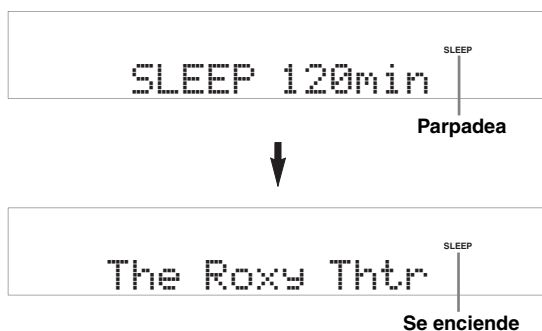 SLEEP
SLEEP 120min
Parpadea
SLEEP
The Roxy Thtr
Se enciende